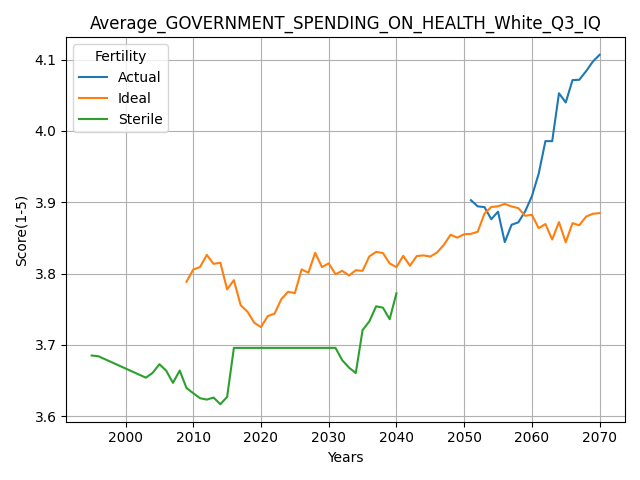 Average_GOVERNMENT_SPENDING_ON_HEALTH_White_Q3_IQ
Fertility
Actual
Ideal
Sterile
4.1
4.0
3.9
3.8
3.7
3.6
Score(1-5)
2000 2010 2020 2030 2040 2050 2060 2070
Years